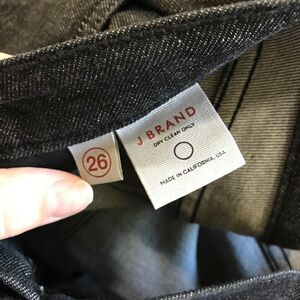 26
J BRAND
DRY CLEAN ONLY
MADE IN CALIFORNIA, USA